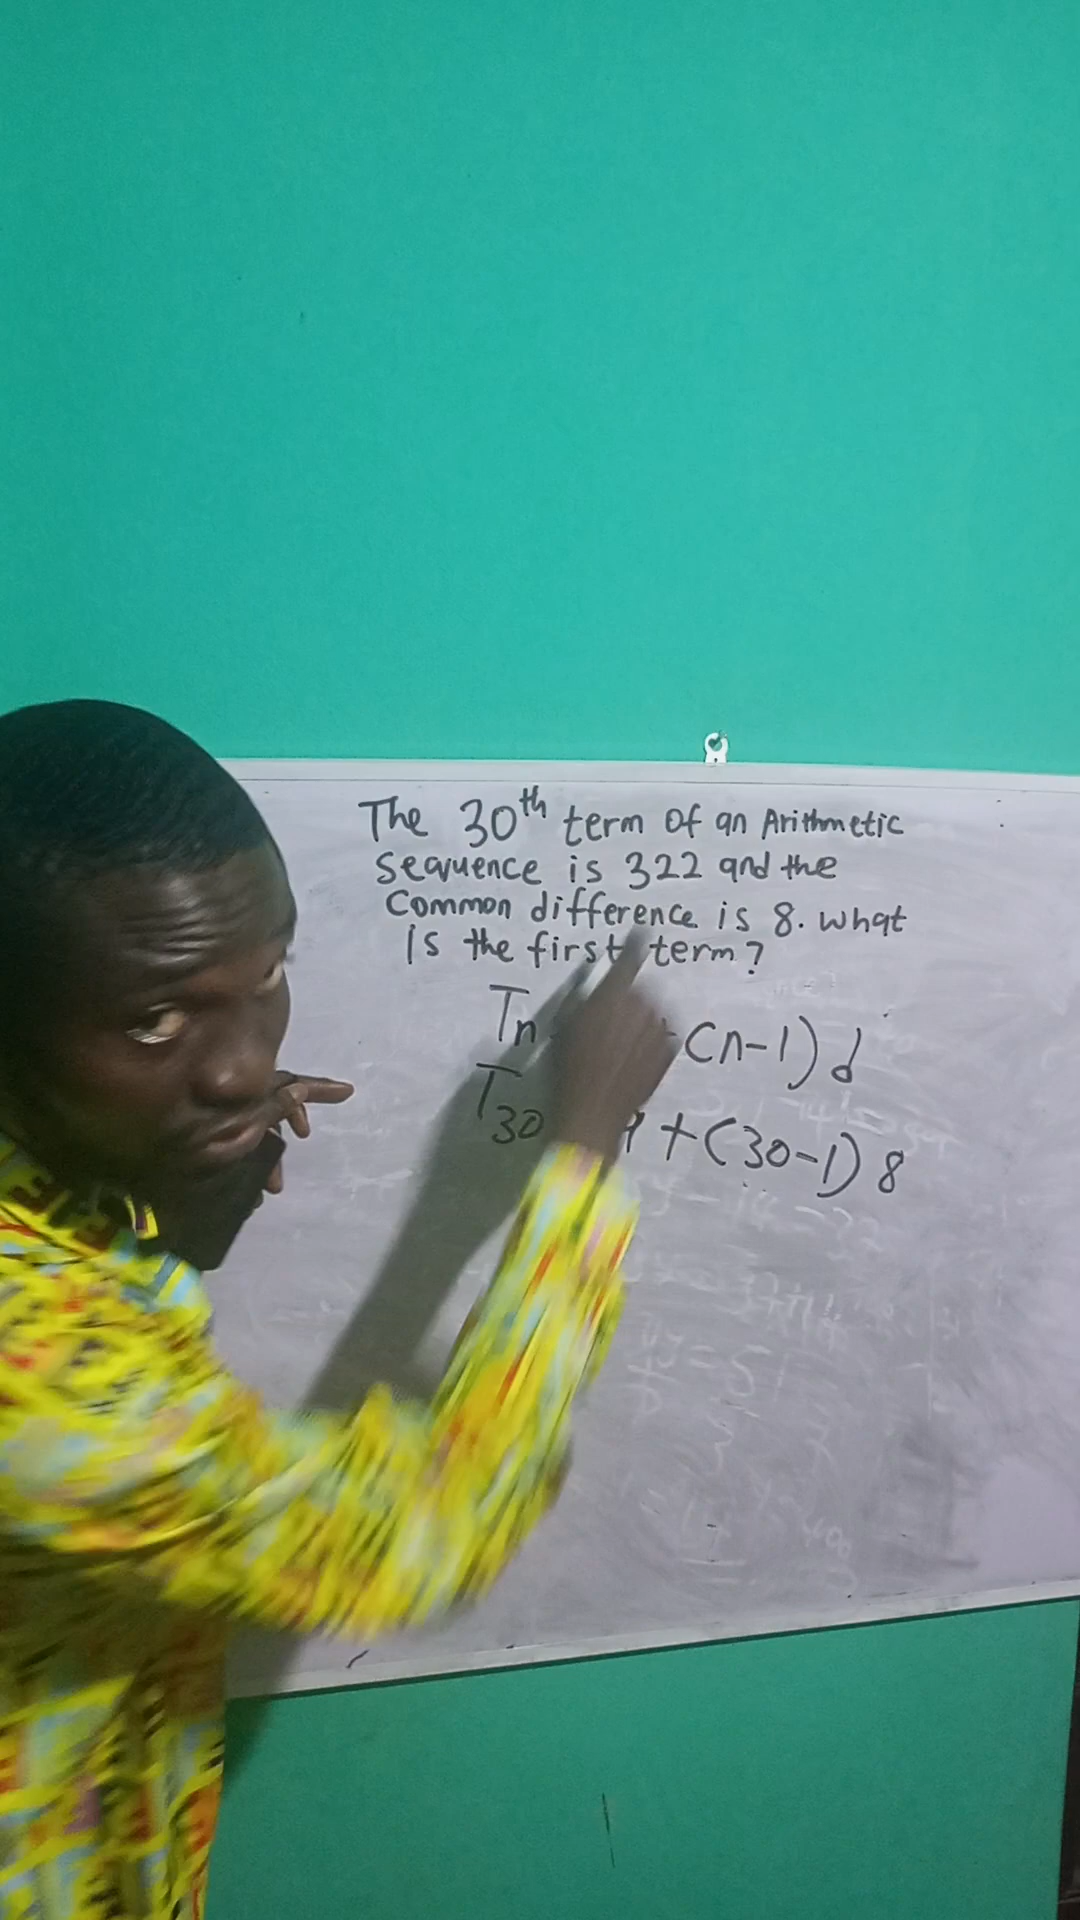 The 30th term of an Arithmetic
sequence is 322 and the
Common difference is 8. what
is the first term?
Tn + (n-1) d
T30 a + (30-1) 8